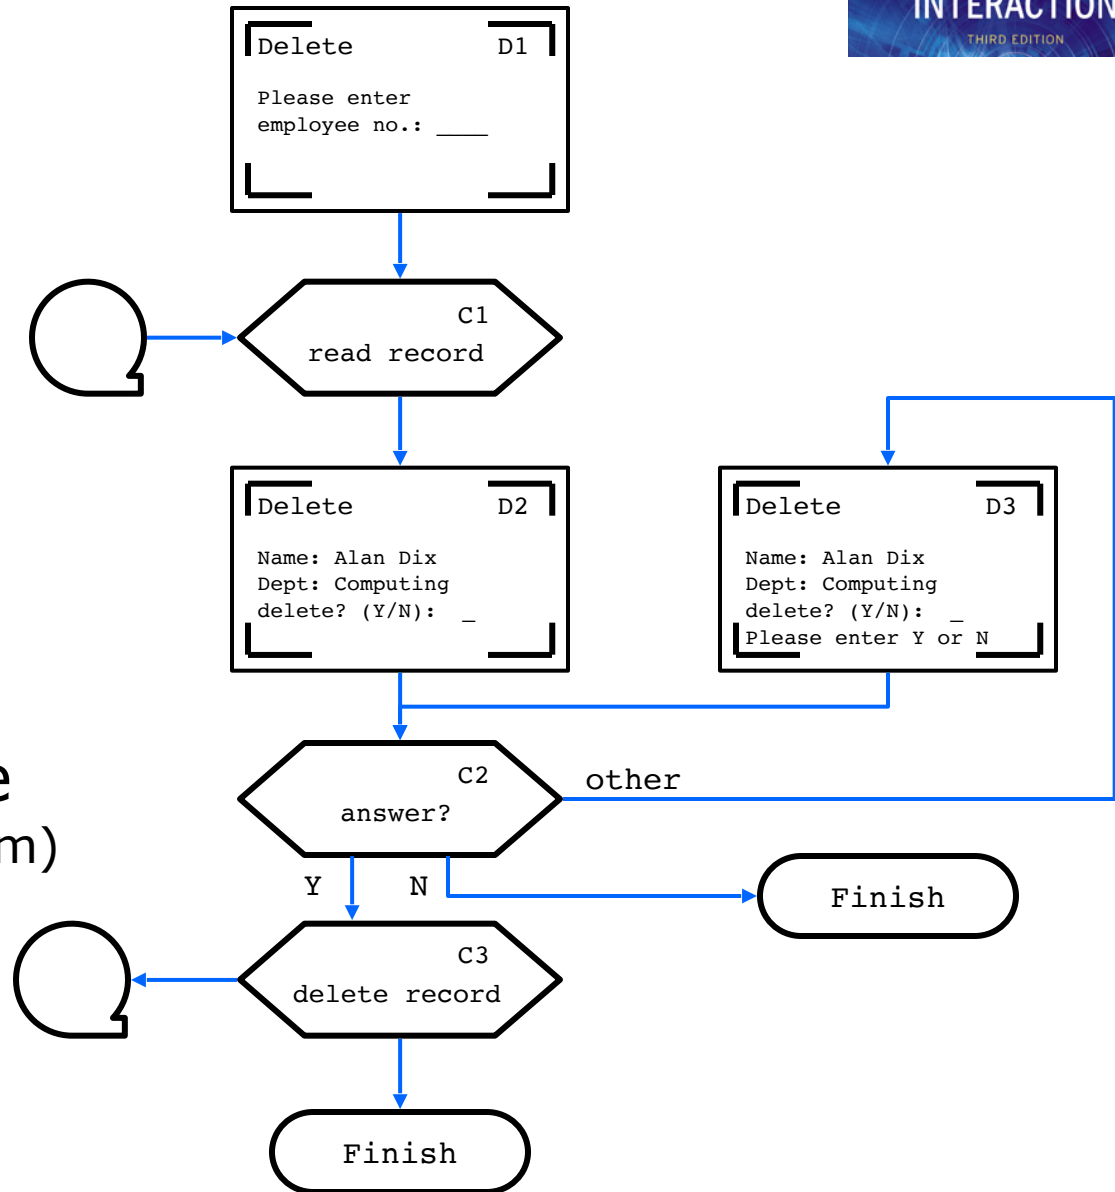 INTERACTION
THIRD EDITION
Delete D1
Please enter
employee no.: ____
C1
read record
Delete D2
Name: Alan Dix
Dept: Computing
delete? (Y/N): _
Delete D3
Name: Alan Dix
Dept: Computing
delete? (Y/N): _
Please enter Y or N
C2
answer?
other
e
m)
Y N
Finish
C3
delete record
Finish